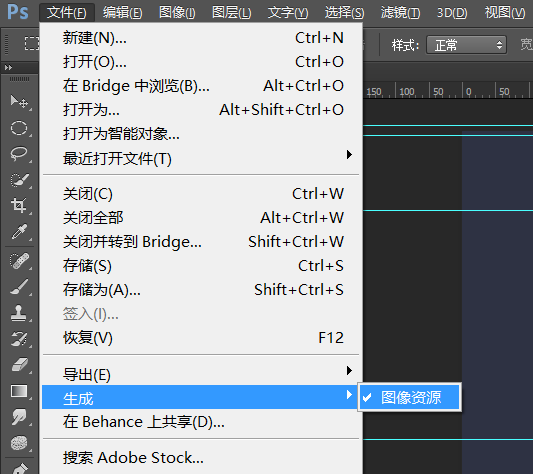 Ps 文件(F) 编辑(E) 图像(I) 图层(L) 文字(Y) 选择(S) 滤镜(T) 3D(D) 视图(V)
样式: 正常
新建(N)... Ctrl+N
打开(O)... Ctrl+O
在 Bridge 中浏览(B)... Alt+Ctrl+O
打开为... Alt+Shift+Ctrl+O
打开为智能对象...
最近打开文件(T)
关闭(C) Ctrl+W
关闭全部 Alt+Ctrl+W
关闭并转到 Bridge... Shift+Ctrl+W
存储(S) Ctrl+S
存储为(A)... Shift+Ctrl+S
签入(I)...
恢复(V) F12
导出(E)
生成 图像资源
在 Behance 上共享(D)...
搜索 Adobe Stock...
150 100 50 0 50